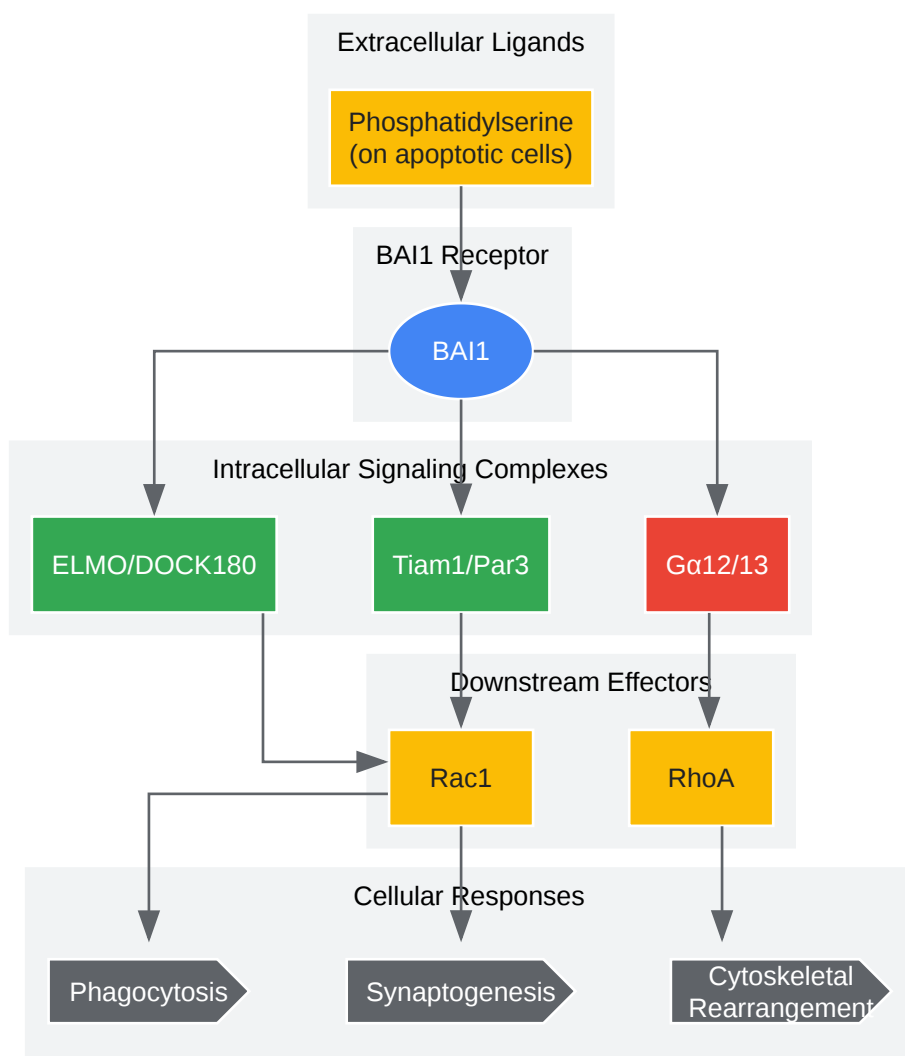 Extracellular Ligands
Phosphatidylserine
(on apoptotic cells)
BAI1 Receptor
BAI1
Intracellular Signaling Complexes
ELMO/DOCK180
Tiam1/Par3
Gα12/13
Downstream Effectors
Rac1
RhoA
Cellular Responses
Phagocytosis
Synaptogenesis
Cytoskeletal
Rearrangement